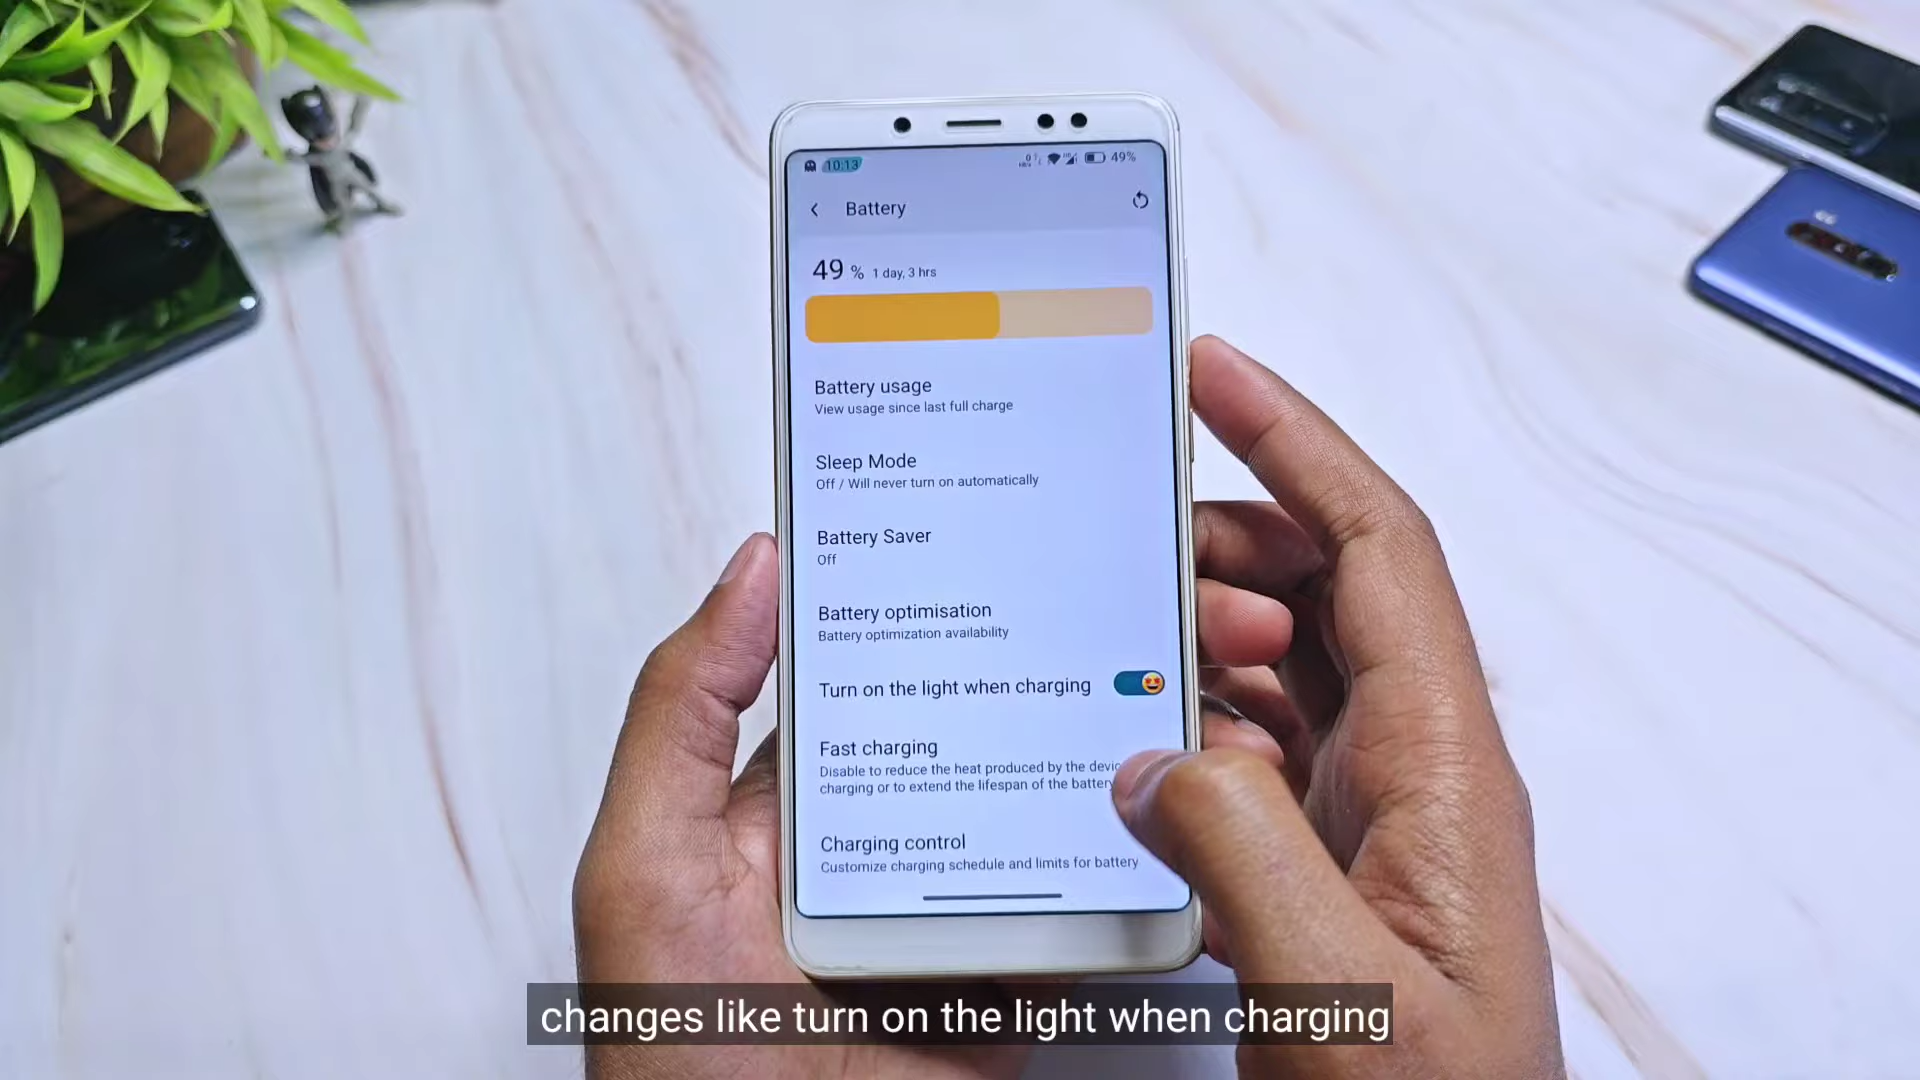 10:13
49%
Battery
49 % 1 day, 3 hrs
Battery usage
View usage since last full charge
Sleep Mode
Off / Will never turn on automatically
Battery Saver
Off
Battery optimisation
Battery optimization availability
Turn on the light when charging
Fast charging
Disable to reduce the heat produced by the
charging or to extend the lifespan of the battery
Charging control
Customize charging schedule and limits for battery
changes like turn on the light when charging